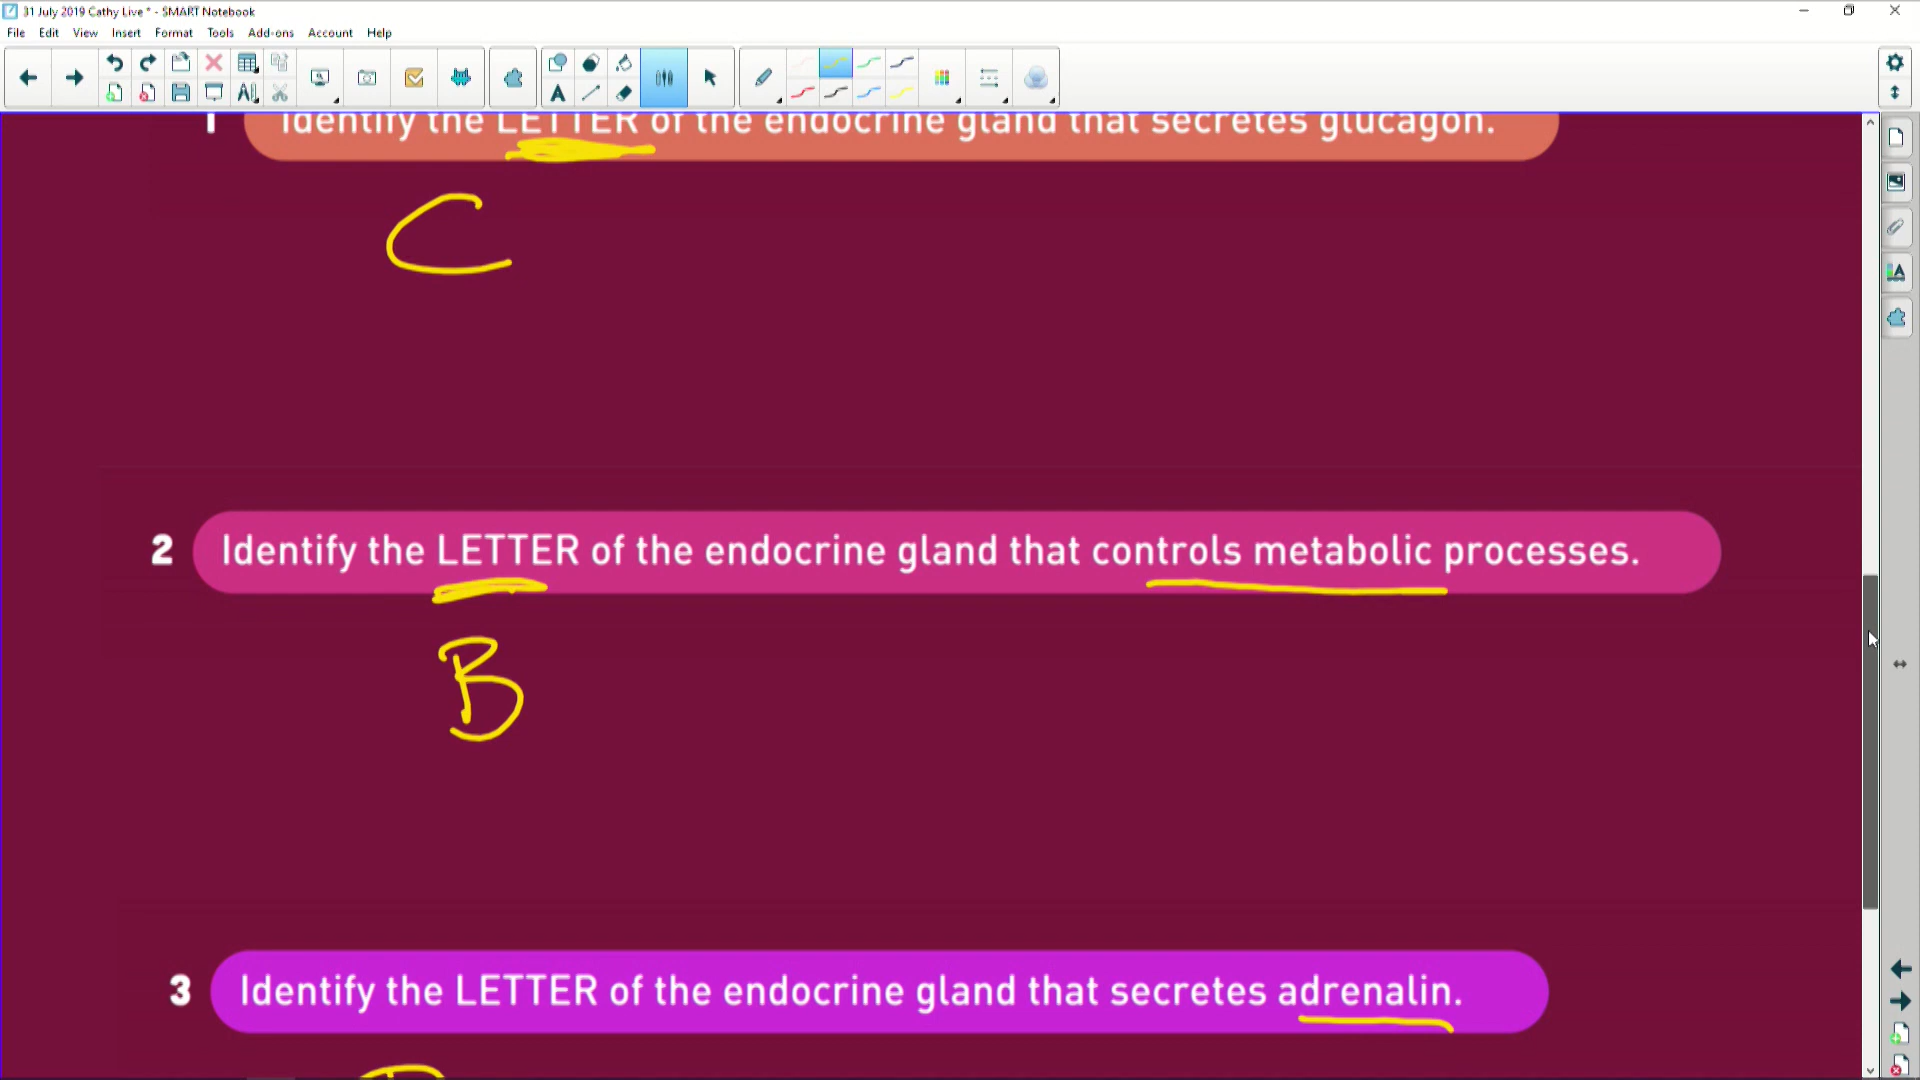 31 July 2019 Cathy Live * - SMART Notebook
File Edit View Insert Format Tools Add-ons Account Help
1 Identify the LETTER of the endocrine gland that secretes glucagon.
C
2 Identify the LETTER of the endocrine gland that controls metabolic processes.
B
3 Identify the LETTER of the endocrine gland that secretes adrenalin.